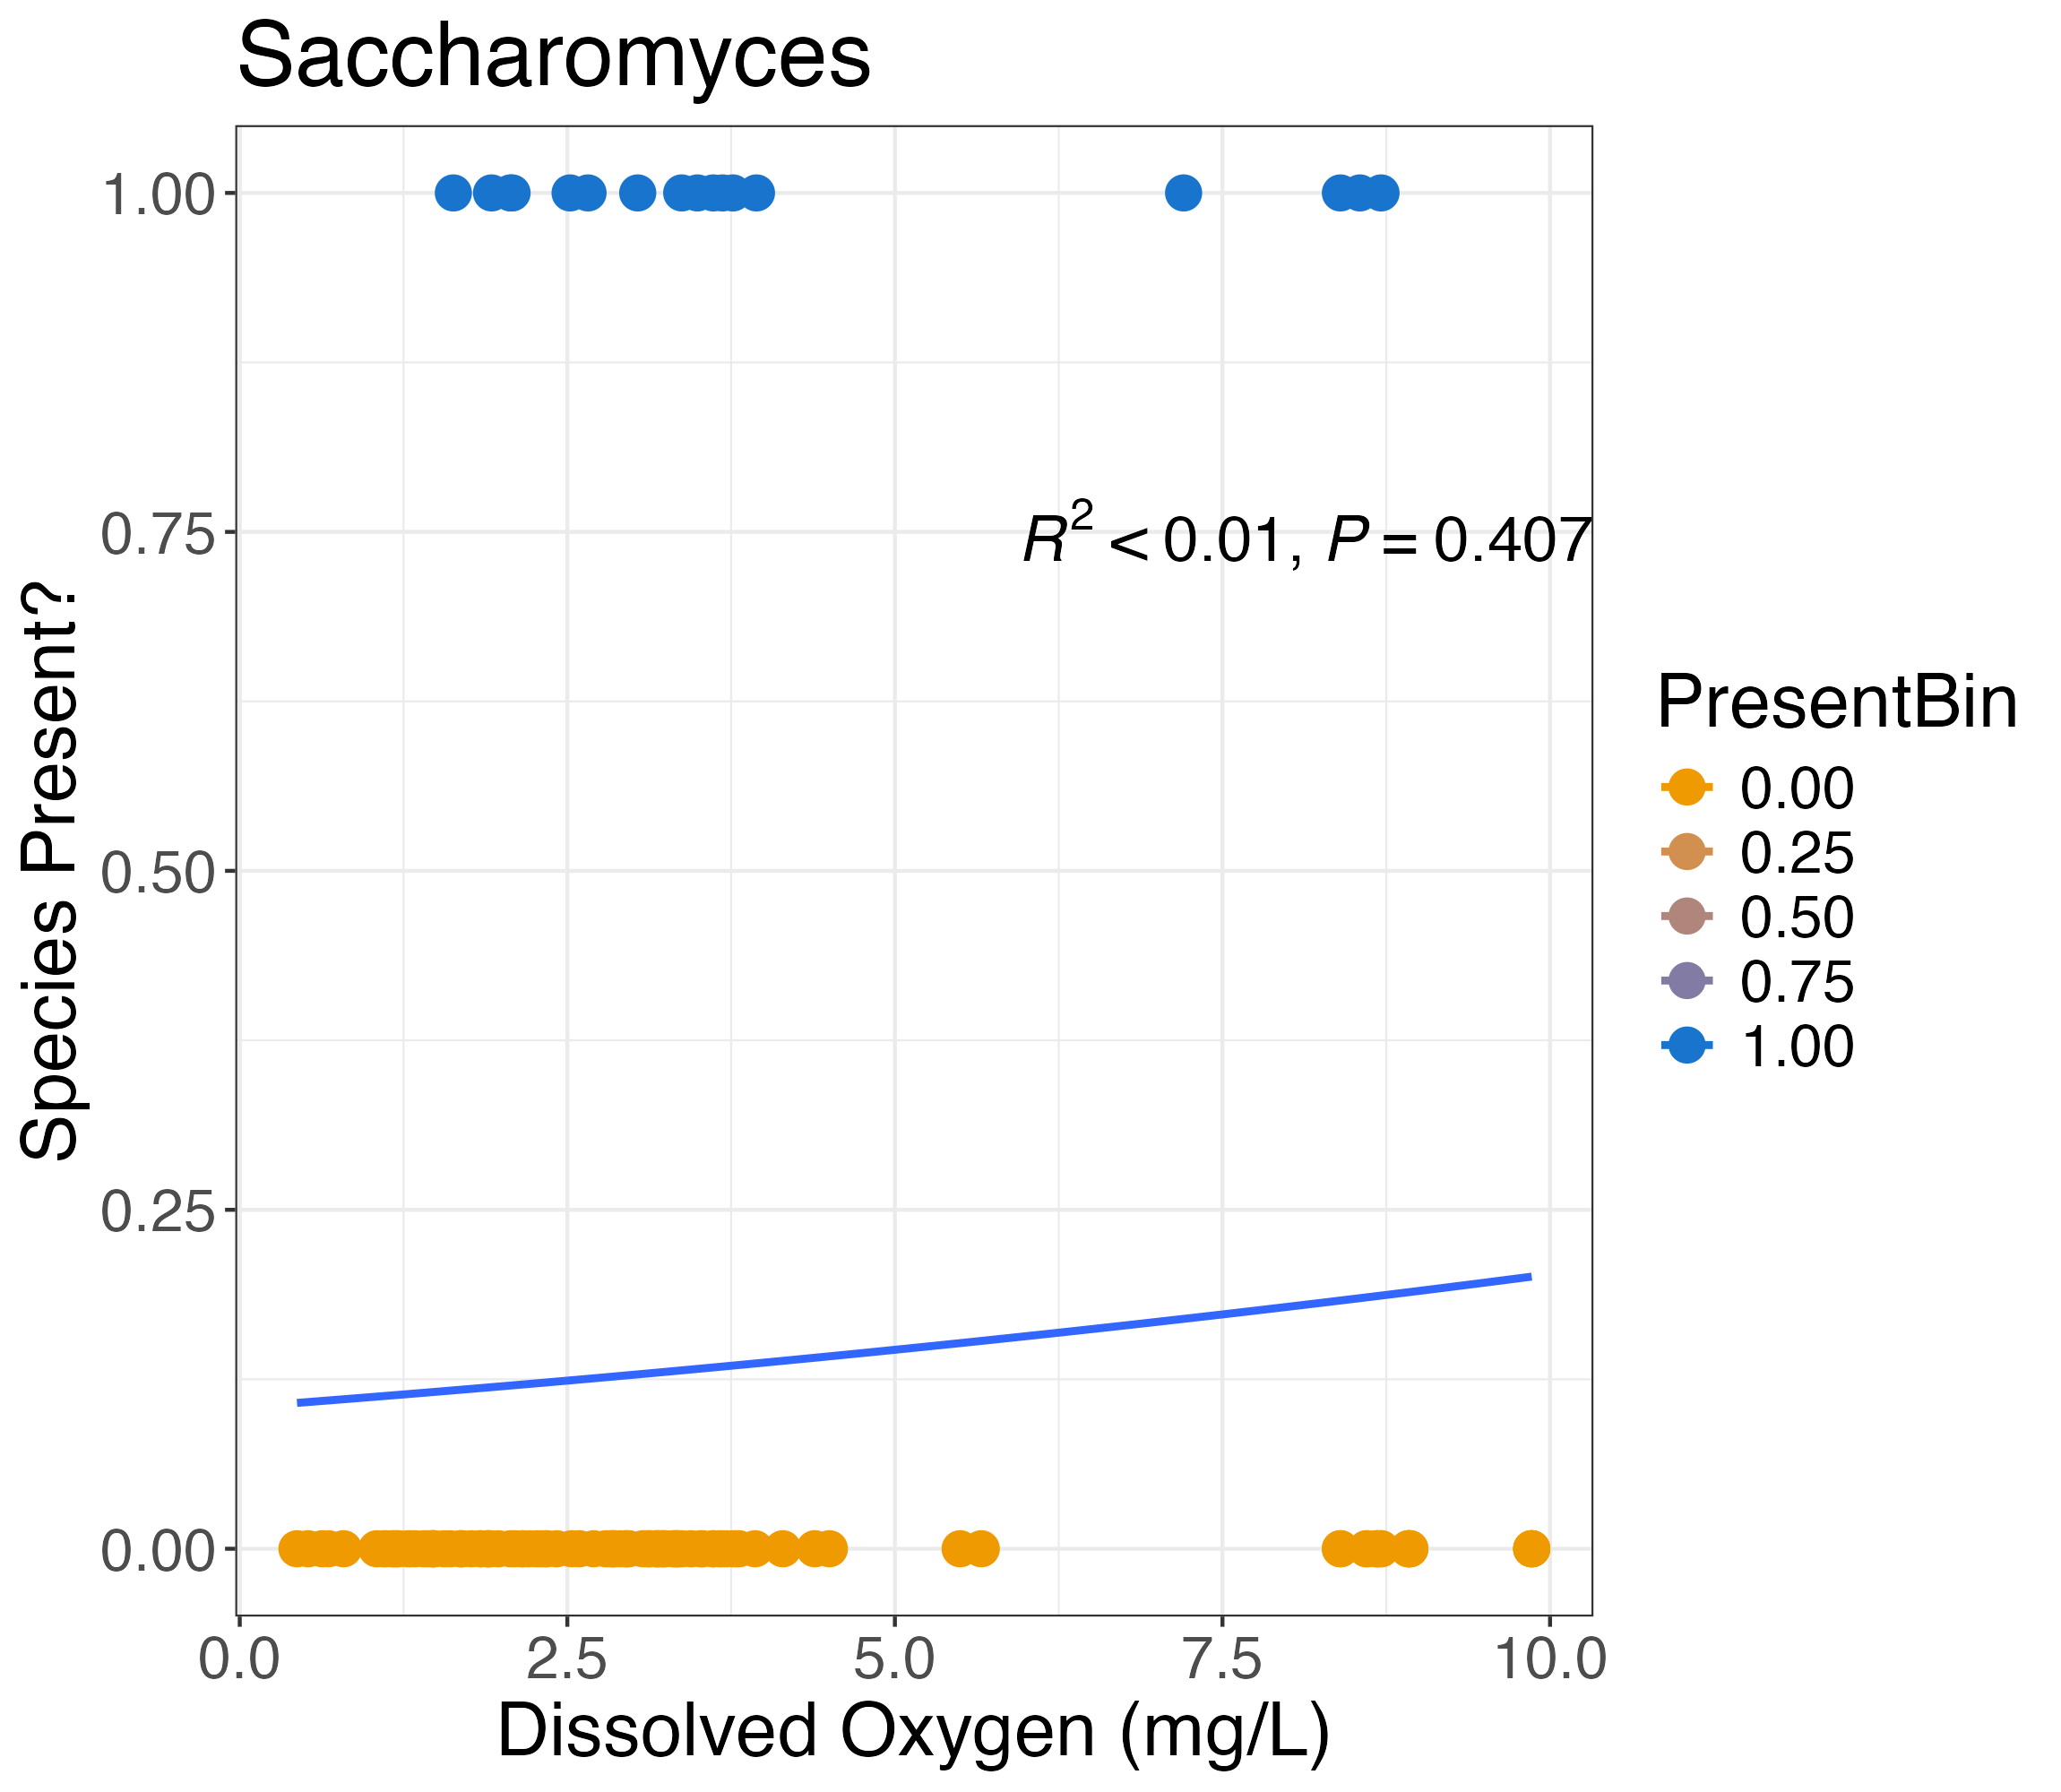 Saccharomyces
1.00
0.75
0.50
0.25
0.00
Species Present?
R² < 0.01, P = 0.407
0.0 2.5 5.0 7.5 10.0
Dissolved Oxygen (mg/L)
PresentBin
0.00
0.25
0.50
0.75
1.00